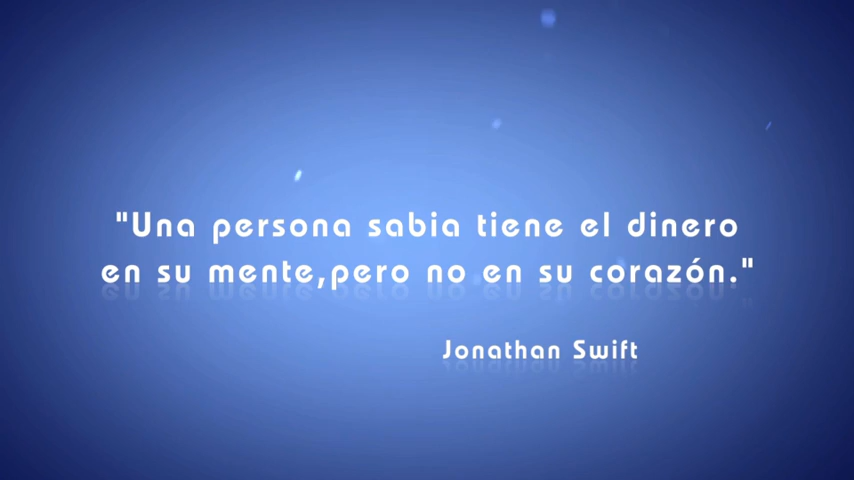 "Una persona sabia tiene el dinero
en su mente,pero no en su corazón."
Jonathan Swift